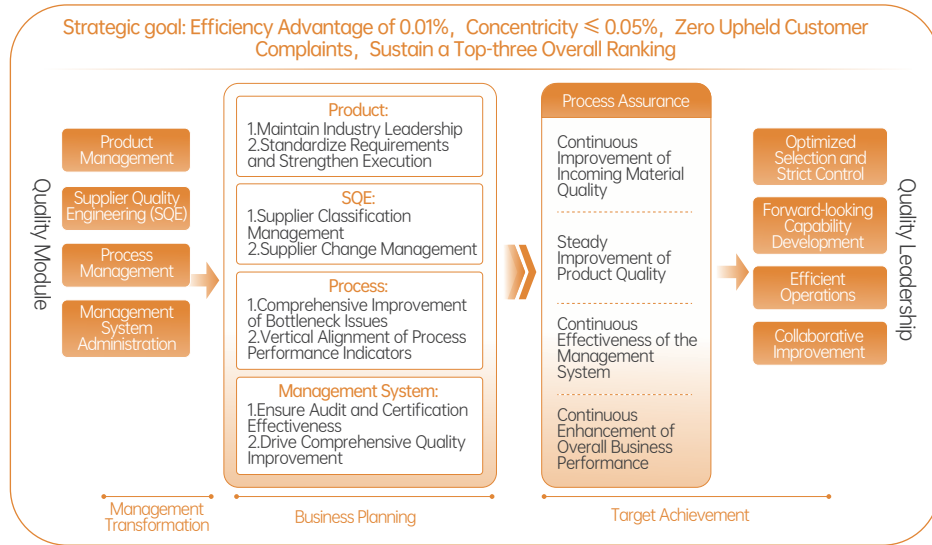 Strategic goal: Efficiency Advantage of 0.01%, Concentricity ≤ 0.05%, Zero Upheld Customer
Complaints, Sustain a Top-three Overall Ranking
Quality Module
Product
Management
Supplier Quality
Engineering (SQE)
Process
Management
Management
System
Administration
Product:
1.Maintain Industry Leadership
2.Standardize Requirements
and Strengthen Execution
SQE:
1.Supplier Classification
Management
2.Supplier Change Management
Process:
1.Comprehensive Improvement
of Bottleneck Issues
2.Vertical Alignment of Process
Performance Indicators
Management System:
1.Ensure Audit and Certification
Effectiveness
2.Drive Comprehensive Quality
Improvement
Process Assurance
Continuous
Improvement of
Incoming Material
Quality
Steady
Improvement of
Product Quality
Continuous
Effectiveness of the
Management
System
Continuous
Enhancement of
Overall Business
Performance
Optimized
Selection and
Strict Control
Forward-looking
Capability
Development
Efficient
Operations
Collaborative
Improvement
Quality Leadership
Management
Transformation
Business Planning
Target Achievement